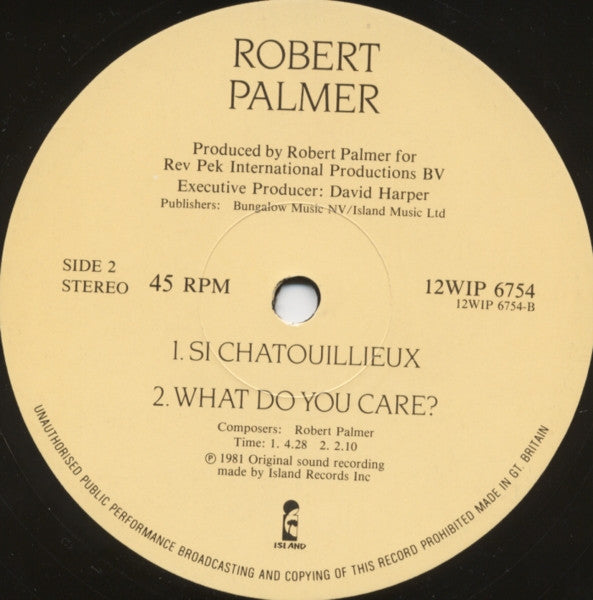 ROBERT
PALMER
Produced by Robert Palmer for
Rev Pek International Productions BV
Executive Producer: David Harper
Publishers: Bungalow Music NV/Island Music Ltd
SIDE 2
STEREO
45 RPM
12WIP 6754
12WIP 6754-B
1. SI CHATOUILLIEUX
2. WHAT DO YOU CARE?
Composers: Robert Palmer
Time: 1. 4.28 2. 2.10
℗ 1981 Original sound recording
made by Island Records Inc
ISLAND
UNAUTHORISED PUBLIC PERFORMANCE BROADCASTING AND COPYING OF THIS RECORD PROHIBITED MADE IN GT. BRITAIN